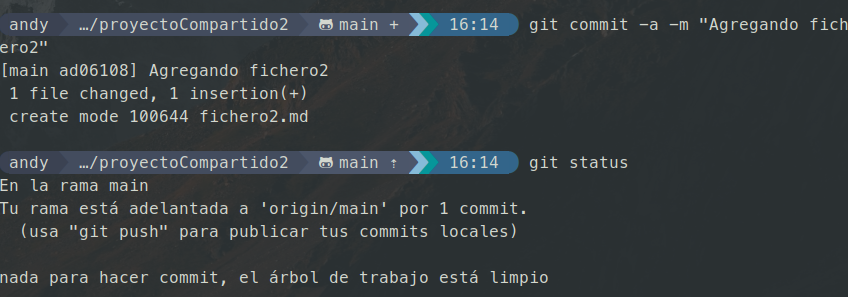 andy …/proyectoCompartido2 main + 16:14 git commit -a -m "Agregando fich
ero2"
[main ad06108] Agregando fichero2
 1 file changed, 1 insertion(+)
 create mode 100644 fichero2.md
andy …/proyectoCompartido2 main ⇡ 16:14 git status
En la rama main
Tu rama está adelantada a 'origin/main' por 1 commit.
  (usa "git push" para publicar tus commits locales)
nada para hacer commit, el árbol de trabajo está limpio